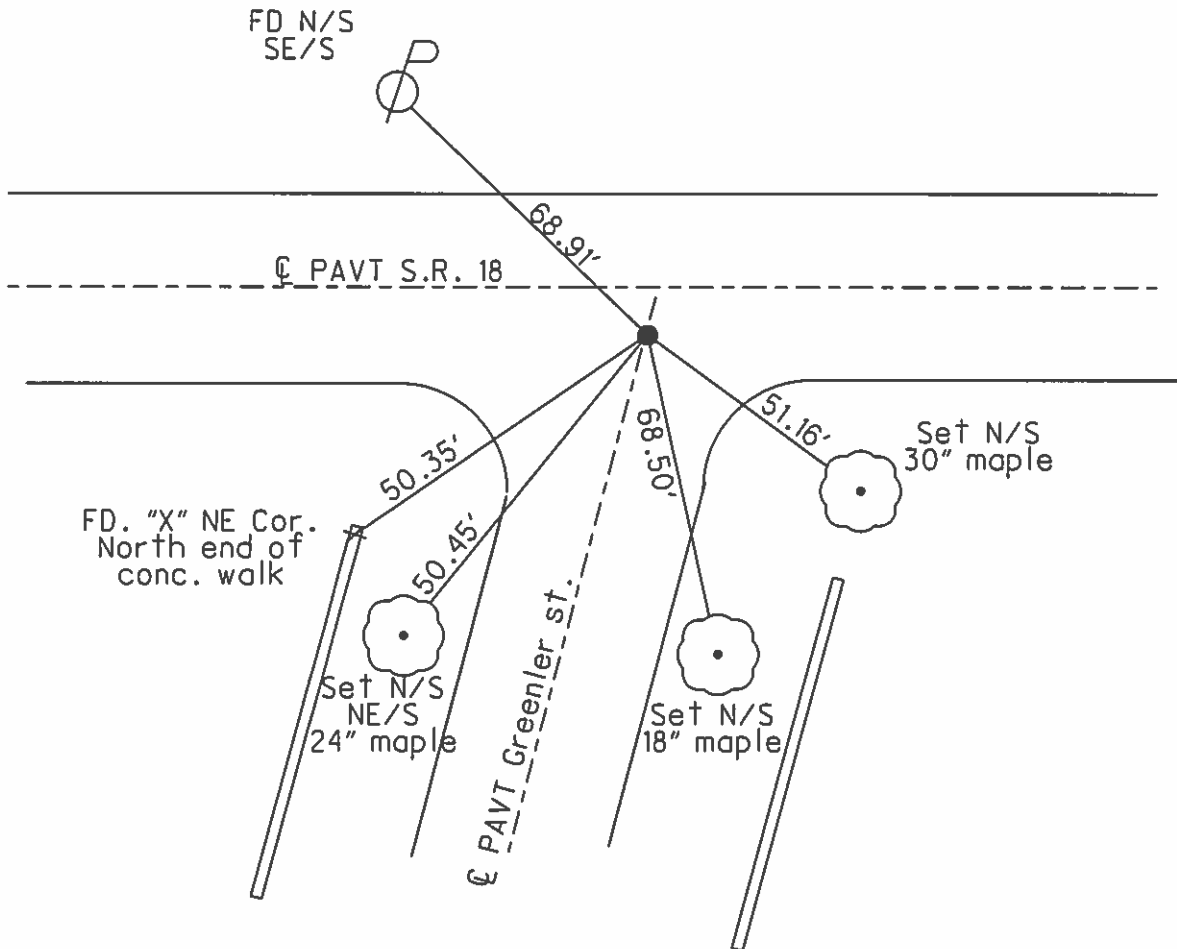 FD N/S
SE/S
68.91'
℄ PAVT S.R. 18
50.35'
50.45'
68.50'
51.16'
Set N/S
30" maple
FD. "X" NE Cor.
North end of
conc. walk
Set N/S
NE/S
24" maple
℄ PAVT Greenler st.
Set N/S
18" maple